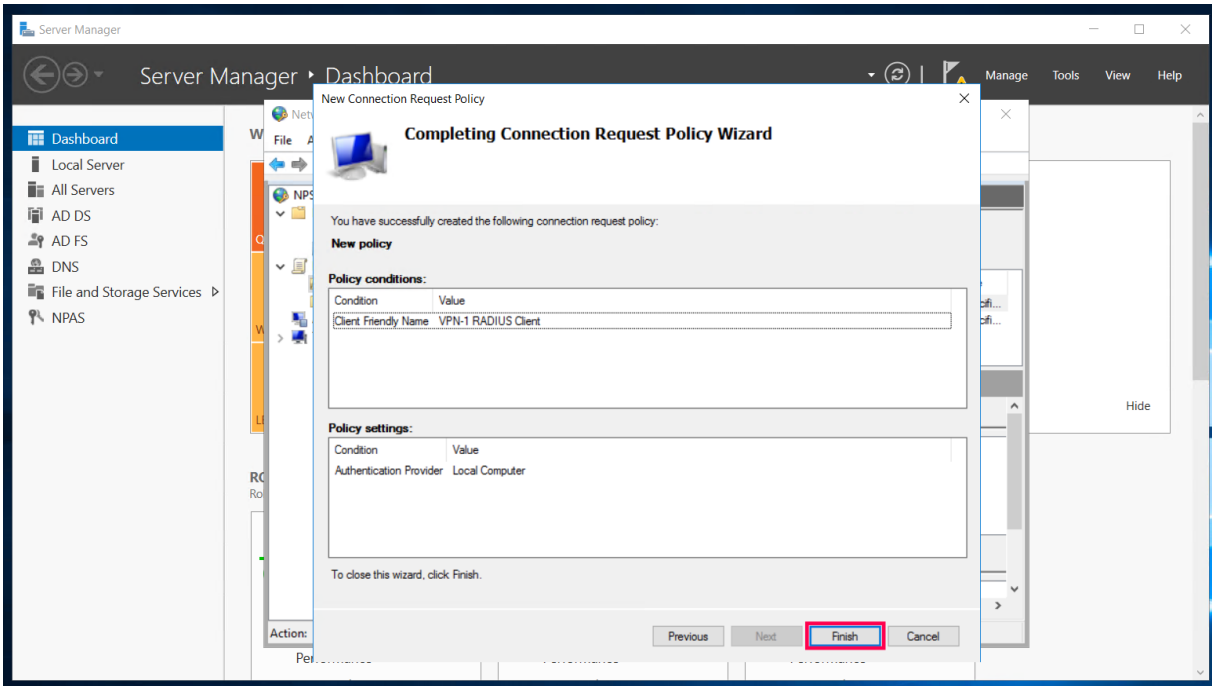 Server Manager
Server Manager • Dashboard
Manage Tools View Help
New Connection Request Policy
Completing Connection Request Policy Wizard
File
Dashboard
Local Server
All Servers
AD DS
AD FS
DNS
File and Storage Services
NPAS
NPS
You have successfully created the following connection request policy:
New policy
Policy conditions:
Condition Value
Client Friendly Name VPN-1 RADIUS Client
Hide
Policy settings:
Condition Value
Authentication Provider Local Computer
To close this wizard, click Finish.
Action:
Previous Next Finish Cancel